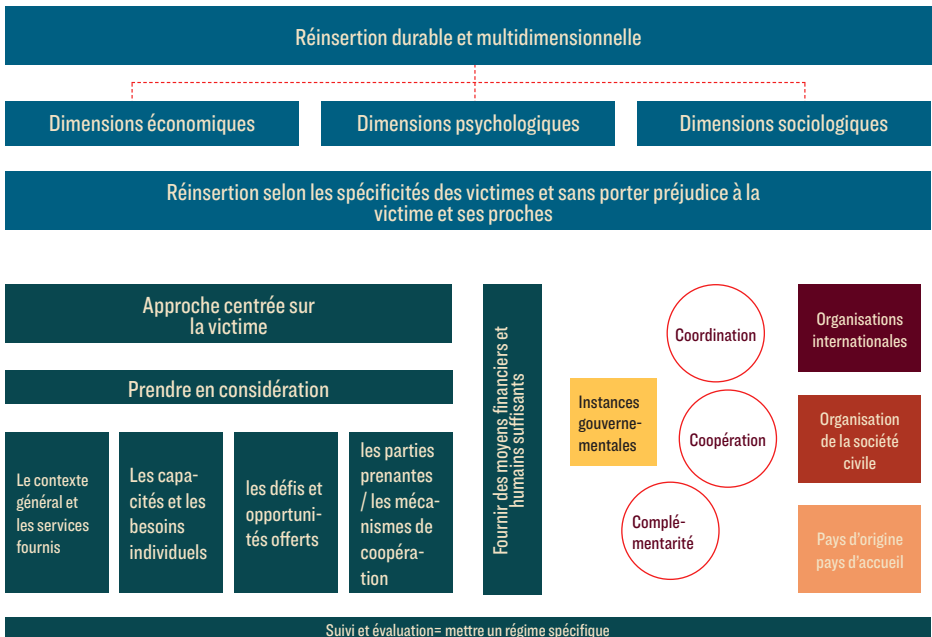 Réinsertion durable et multidimensionnelle
Dimensions économiques
Dimensions psychologiques
Dimensions sociologiques
Réinsertion selon les spécificités des victimes et sans porter préjudice à la
victime et ses proches
Approche centrée sur
la victime
Prendre en considération
Le contexte
général et
les services
fournis
Les capa-
cités et les
besoins
individuels
les défis et
opportuni-
tés offerts
les parties
prenantes
/ les méca-
nismes de
coopéra-
tion
Fournir des moyens financiers et
humains suffisants
Instances
gouverne-
mentales
Coordination
Coopération
Complé-
mentarité
Organisations
internationales
Organisation
de la société
civile
Pays d'origine
pays d'accueil
Suivi et évaluation= mettre un régime spécifique